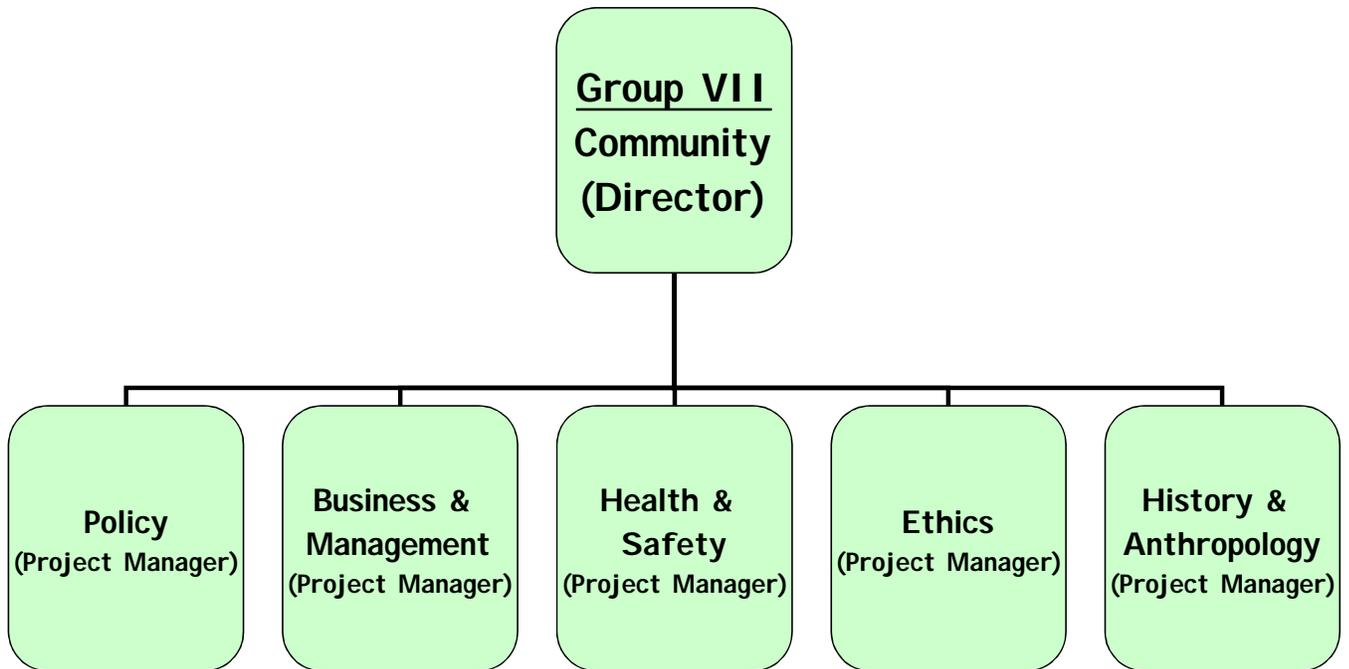 Group VII
Community
(Director)
Policy
(Project Manager)
Business &
Management
(Project Manager)
Health &
Safety
(Project Manager)
Ethics
(Project Manager)
History &
Anthropology
(Project Manager)